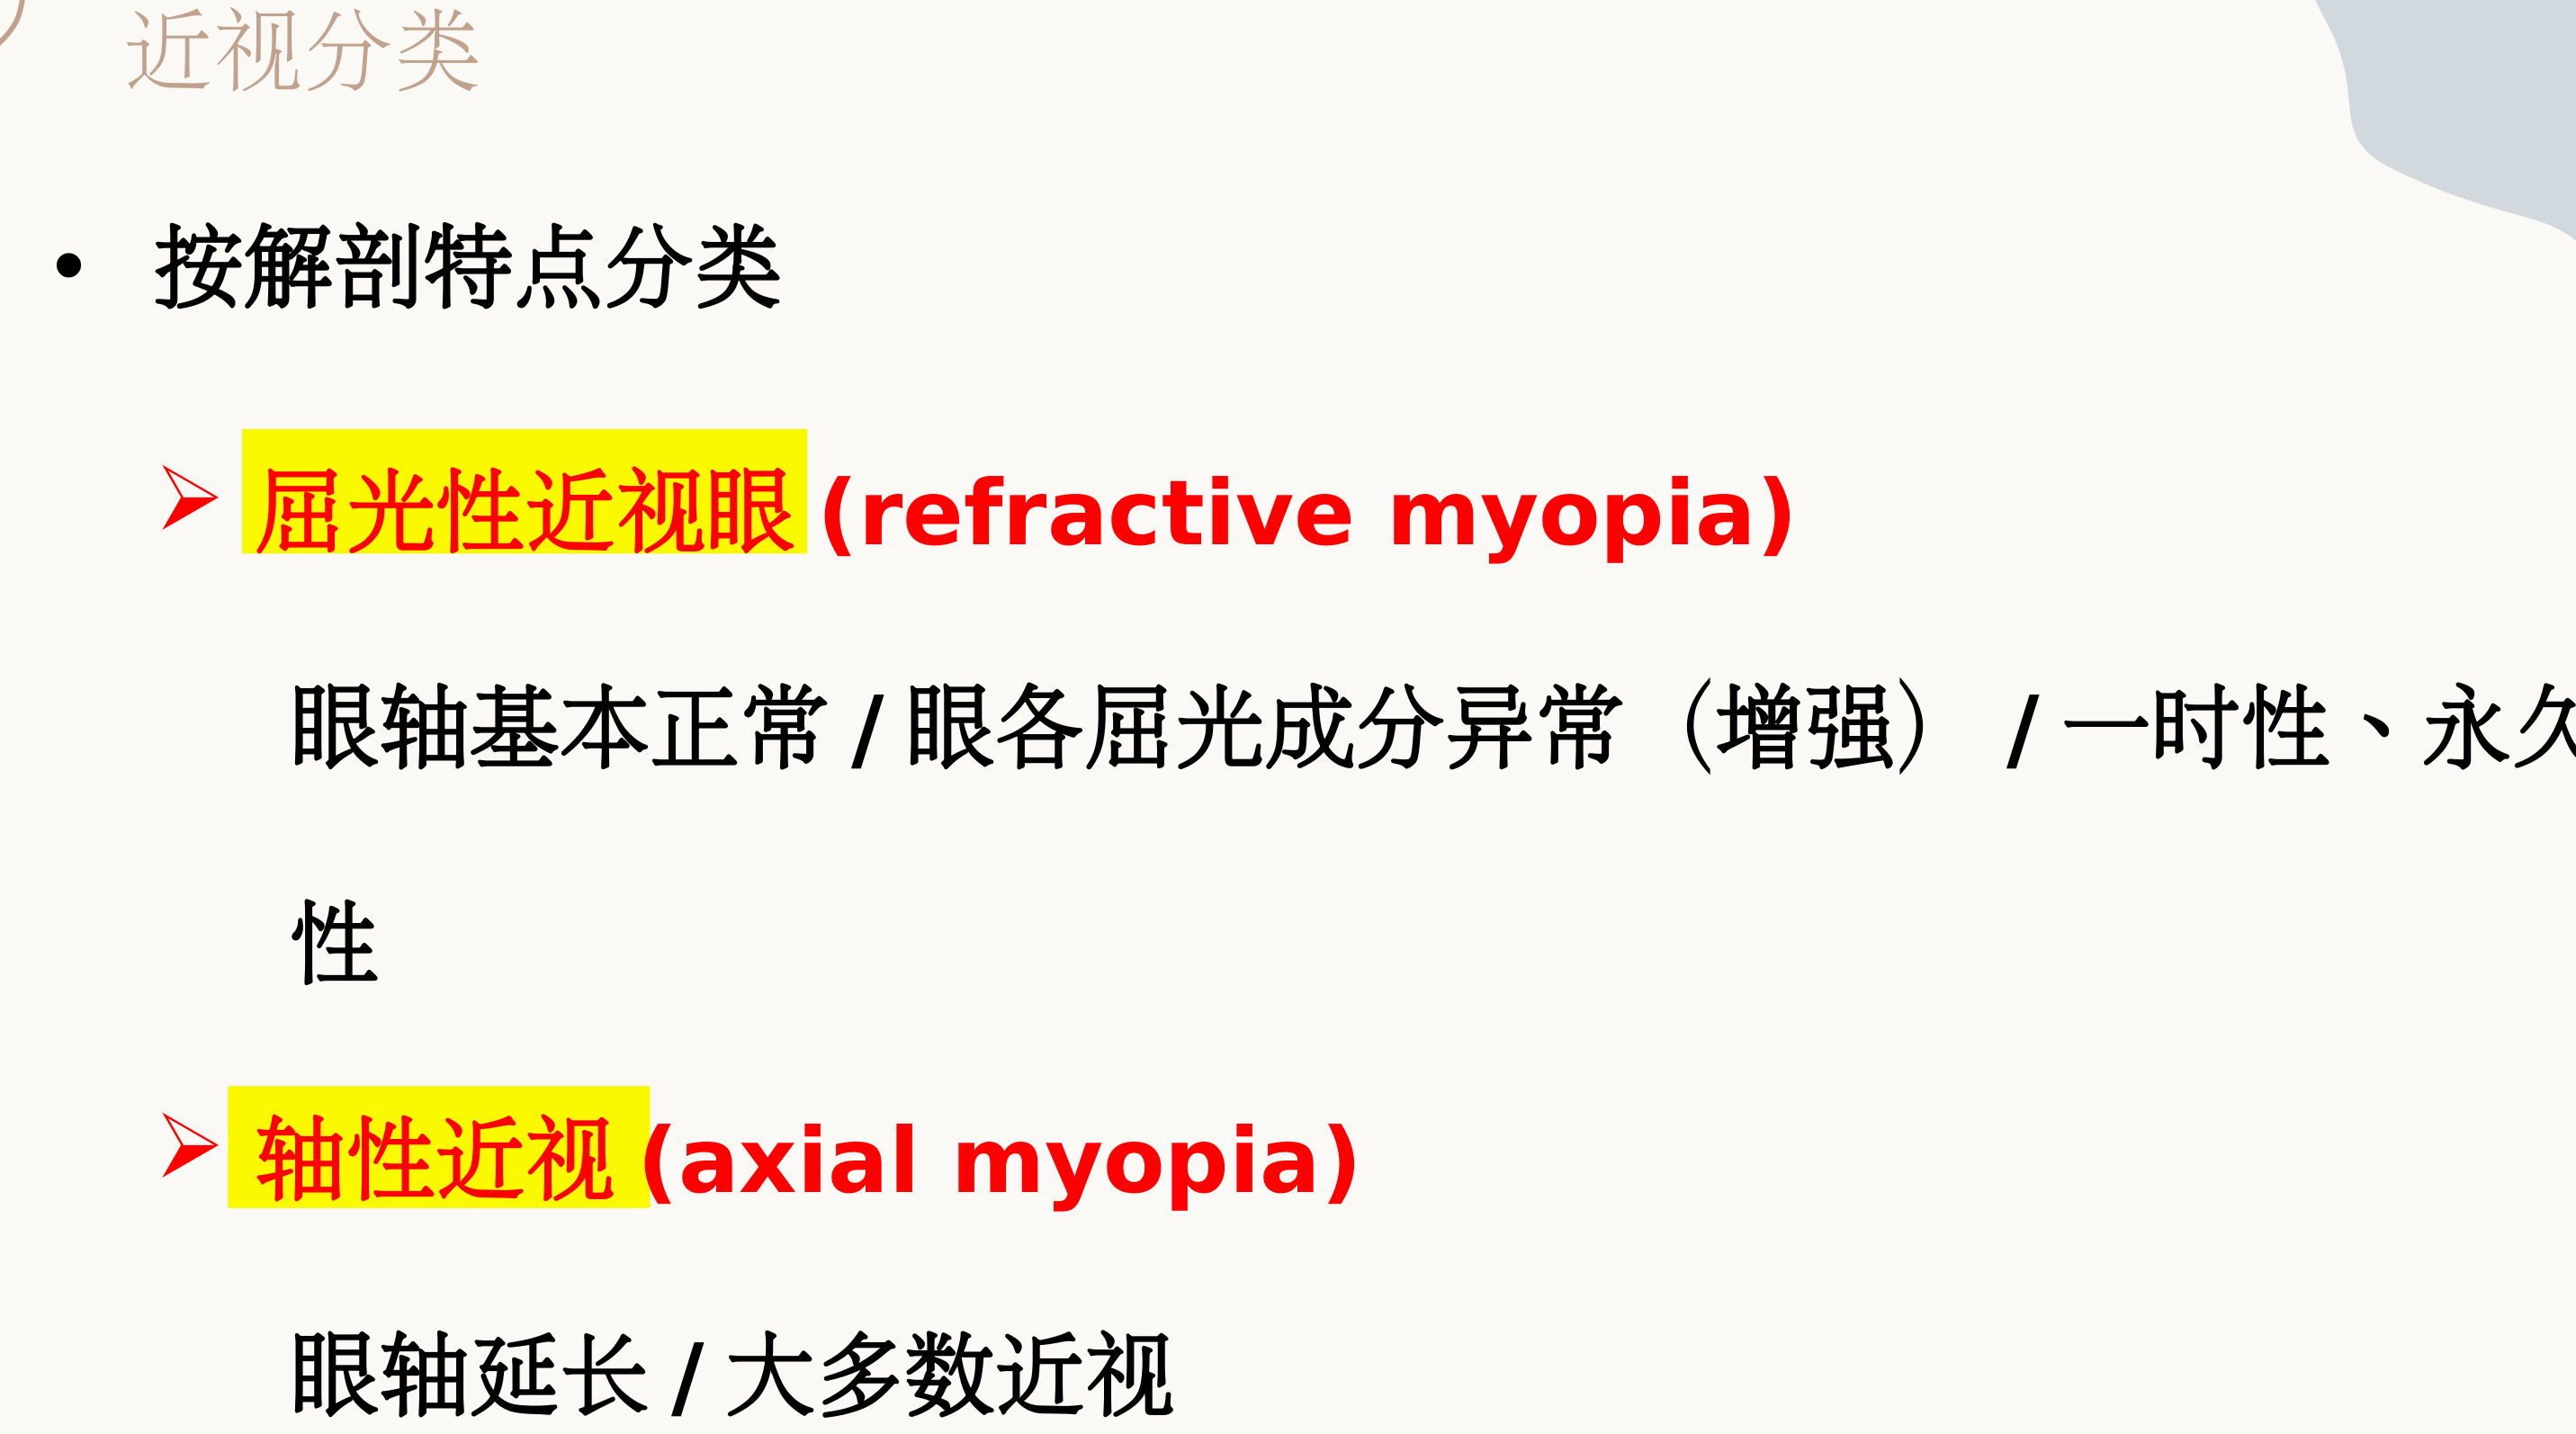 近视分类
• 按解剖特点分类
➢ 屈光性近视眼 (refractive myopia)
眼轴基本正常 / 眼各屈光成分异常（增强） / 一时性、永久
性
➢ 轴性近视 (axial myopia)
眼轴延长 / 大多数近视